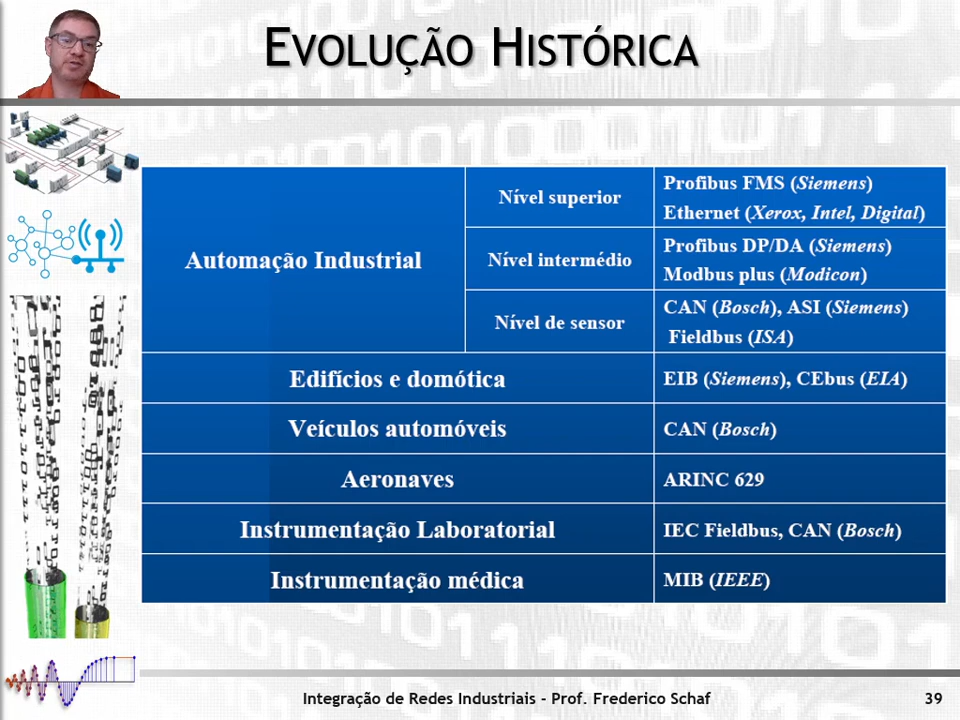 EVOLUÇÃO HISTÓRICA
Automação Industrial
Nível superior
Profibus FMS (Siemens)
Ethernet (Xerox, Intel, Digital)
Nível intermédio
Profibus DP/DA (Siemens)
Modbus plus (Modicon)
Nível de sensor
CAN (Bosch), ASI (Siemens)
Fieldbus (ISA)
Edifícios e domótica
EIB (Siemens), CEbus (EIA)
Veículos automóveis
CAN (Bosch)
Aeronaves
ARINC 629
Instrumentação Laboratorial
IEC Fieldbus, CAN (Bosch)
Instrumentação médica
MIB (IEEE)
Integração de Redes Industriais - Prof. Frederico Schaf
39